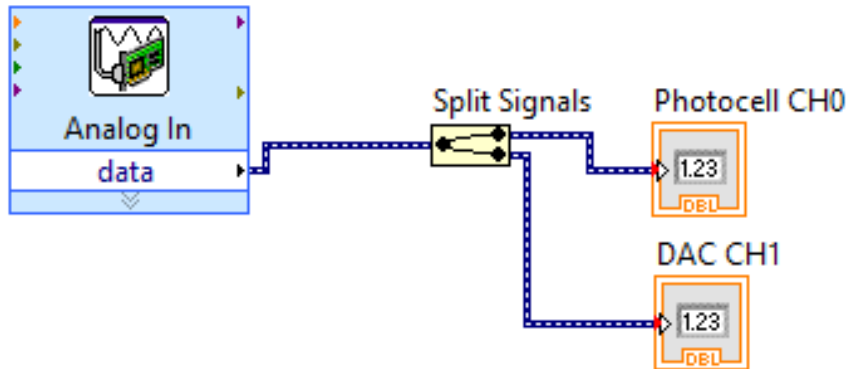 Analog In
data
Split Signals
Photocell CH0
1.23
DBL
DAC CH1
1.23
DBL